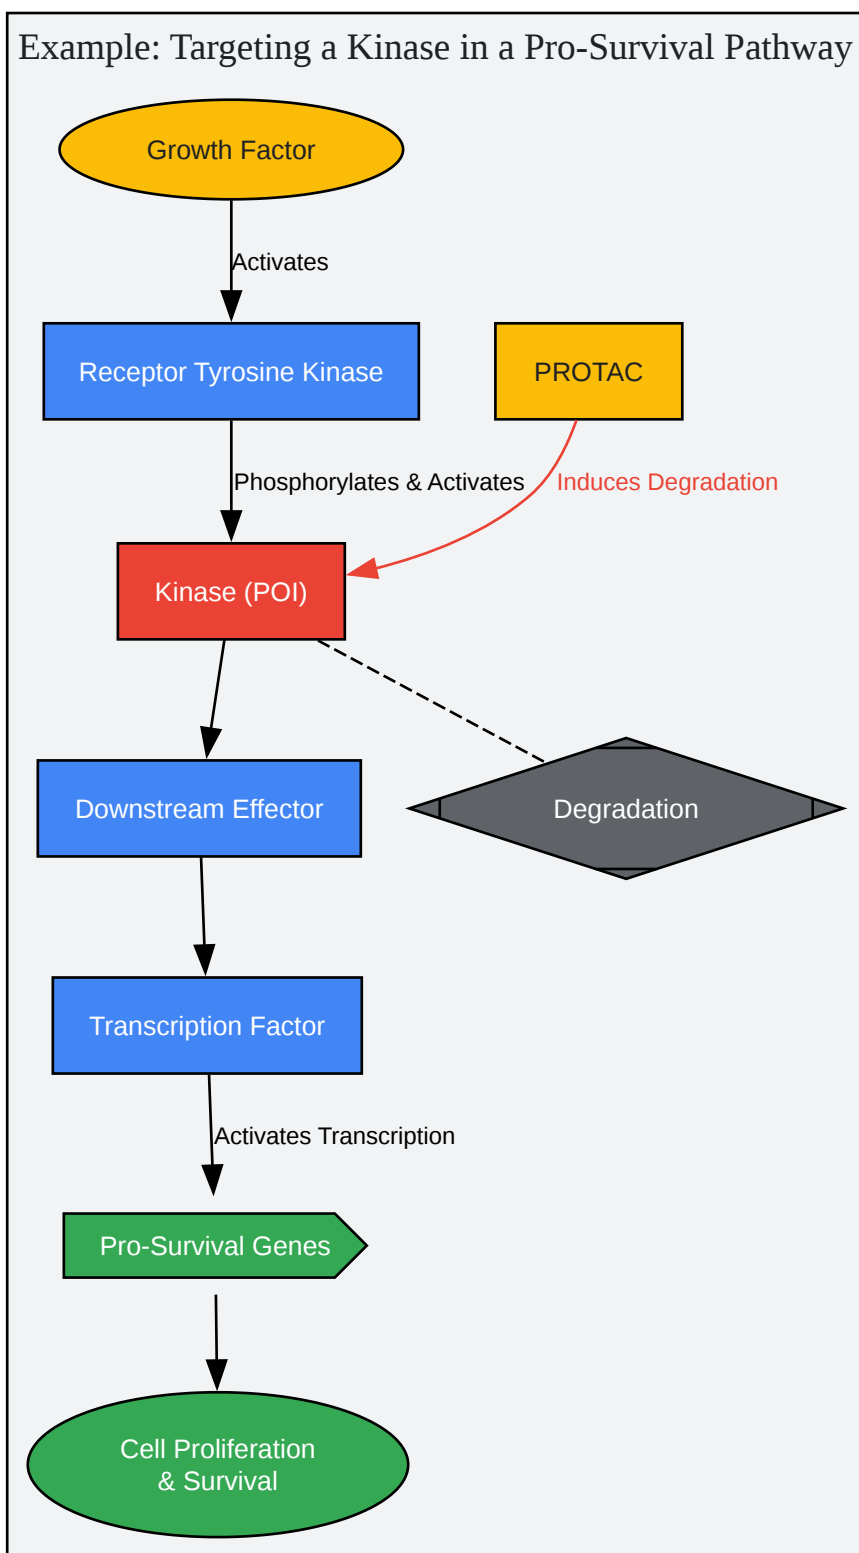 Example: Targeting a Kinase in a Pro-Survival Pathway
Growth Factor
Activates
Receptor Tyrosine Kinase
PROTAC
Phosphorylates & Activates
Induces Degradation
Kinase (POI)
Downstream Effector
Degradation
Transcription Factor
Activates Transcription
Pro-Survival Genes
Cell Proliferation
& Survival